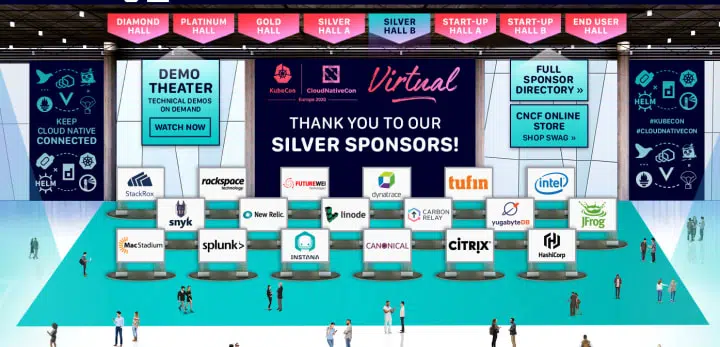 DIAMOND
HALL
PLATINUM
HALL
GOLD
HALL
SILVER
HALL A
SILVER
HALL B
START-UP
HALL A
START-UP
HALL B
END USER
HALL
DEMO
THEATER
TECHNICAL DEMOS
ON DEMAND
WATCH NOW
KubeCon
CloudNativeCon
Europe 2020
Virtual
THANK YOU TO OUR
SILVER SPONSORS!
FULL
SPONSOR
DIRECTORY »
CNCF ONLINE
STORE
SHOP SWAG »
KEEP
CLOUD NATIVE
CONNECTED
HELM
HELM
#KUBECON
#CLOUDNATIVECON
HELM
StackRox
rackspace
technology
FUTUREWEI
Technologies
dynatrace
tufin
intel
snyk
New Relic.
linode
CARBON
RELAY
yugabyteDB
JFrog
MacStadium
splunk>
INSTANA
CANONICAL
CITRIX
HashiCorp